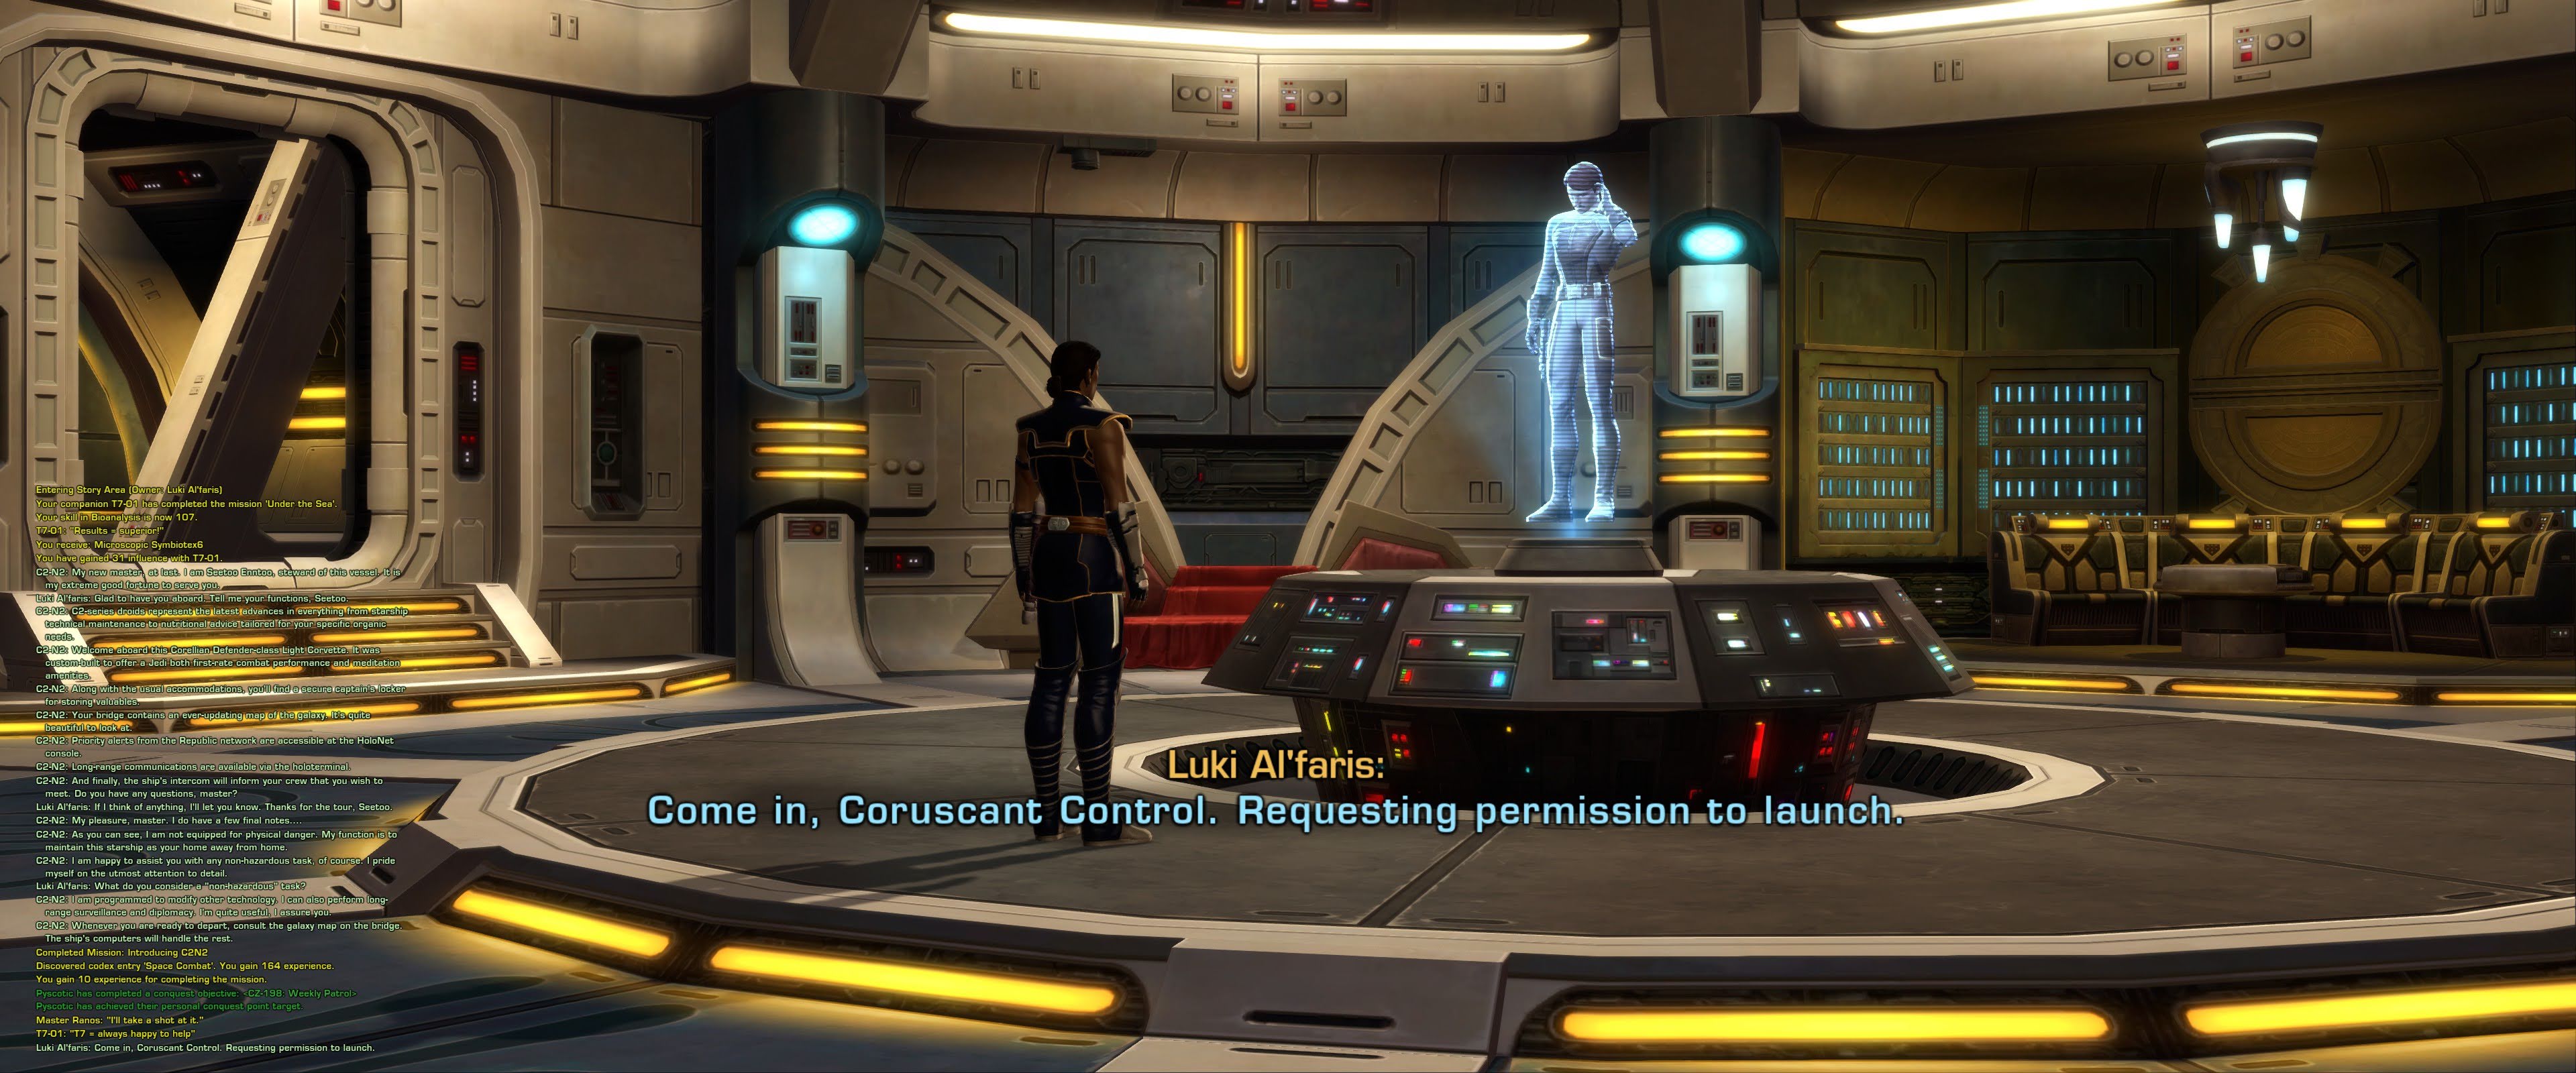 Entering Story Area (Owner: Luki Al'faris)
Your companion T7-01 has completed the mission 'Under the Sea'.
Your skill in Bioanalysis is now 107.
T7-01: "Results = superior!"
You receive: Microscopic Symbiotex6
You have gained 31 influence with T7-01.
C2-N2: My new master, at last. I am Seetoo Enntoo, steward of this vessel. It is
my extreme good fortune to serve you.
Luki Al'faris: Glad to have you aboard. Tell me your functions, Seetoo.
C2-N2: C2-series droids represent the latest advances in everything from starship
technical maintenance to nutritional advice tailored for your specific organic
needs.
C2-N2: Welcome aboard this Corellian Defender-class Light Corvette. It was
custom-built to offer a Jedi both first-rate combat performance and meditation
amenities.
C2-N2: Along with the usual accommodations, you'll find a secure captain's locker
for storing valuables.
C2-N2: Your bridge contains an ever-updating map of the galaxy. It's quite
beautiful to look at.
C2-N2: Priority alerts from the Republic network are accessible at the HoloNet
console.
C2-N2: Long-range communications are available via the holoterminal.
C2-N2: And finally, the ship's intercom will inform your crew that you wish to
meet. Do you have any questions, master?
Luki Al'faris: If I think of anything, I'll let you know. Thanks for the tour, Seetoo.
C2-N2: My pleasure, master. I do have a few final notes....
C2-N2: As you can see, I am not equipped for physical danger. My function is to
maintain this starship as your home away from home.
C2-N2: I am happy to assist you with any non-hazardous task, of course. I pride
myself on the utmost attention to detail.
Luki Al'faris: What do you consider a "non-hazardous" task?
C2-N2: I am programmed to modify other technology. I can also perform long-
range surveillance and diplomacy. I'm quite useful, I assure you.
C2-N2: Whenever you are ready to depart, consult the galaxy map on the bridge.
The ship's computers will handle the rest.
Completed Mission: Introducing C2N2
Discovered codex entry 'Space Combat'. You gain 164 experience.
You gain 10 experience for completing the mission.
Pyscotic has completed a conquest objective: <CZ-198: Weekly Patrol>
Pyscotic has achieved their personal conquest point target.
Master Ranos: "I'll take a shot at it."
T7-01: "T7 = always happy to help"
Luki Al'faris: Come in, Coruscant Control. Requesting permission to launch.
Luki Al'faris:
Come in, Coruscant Control. Requesting permission to launch.